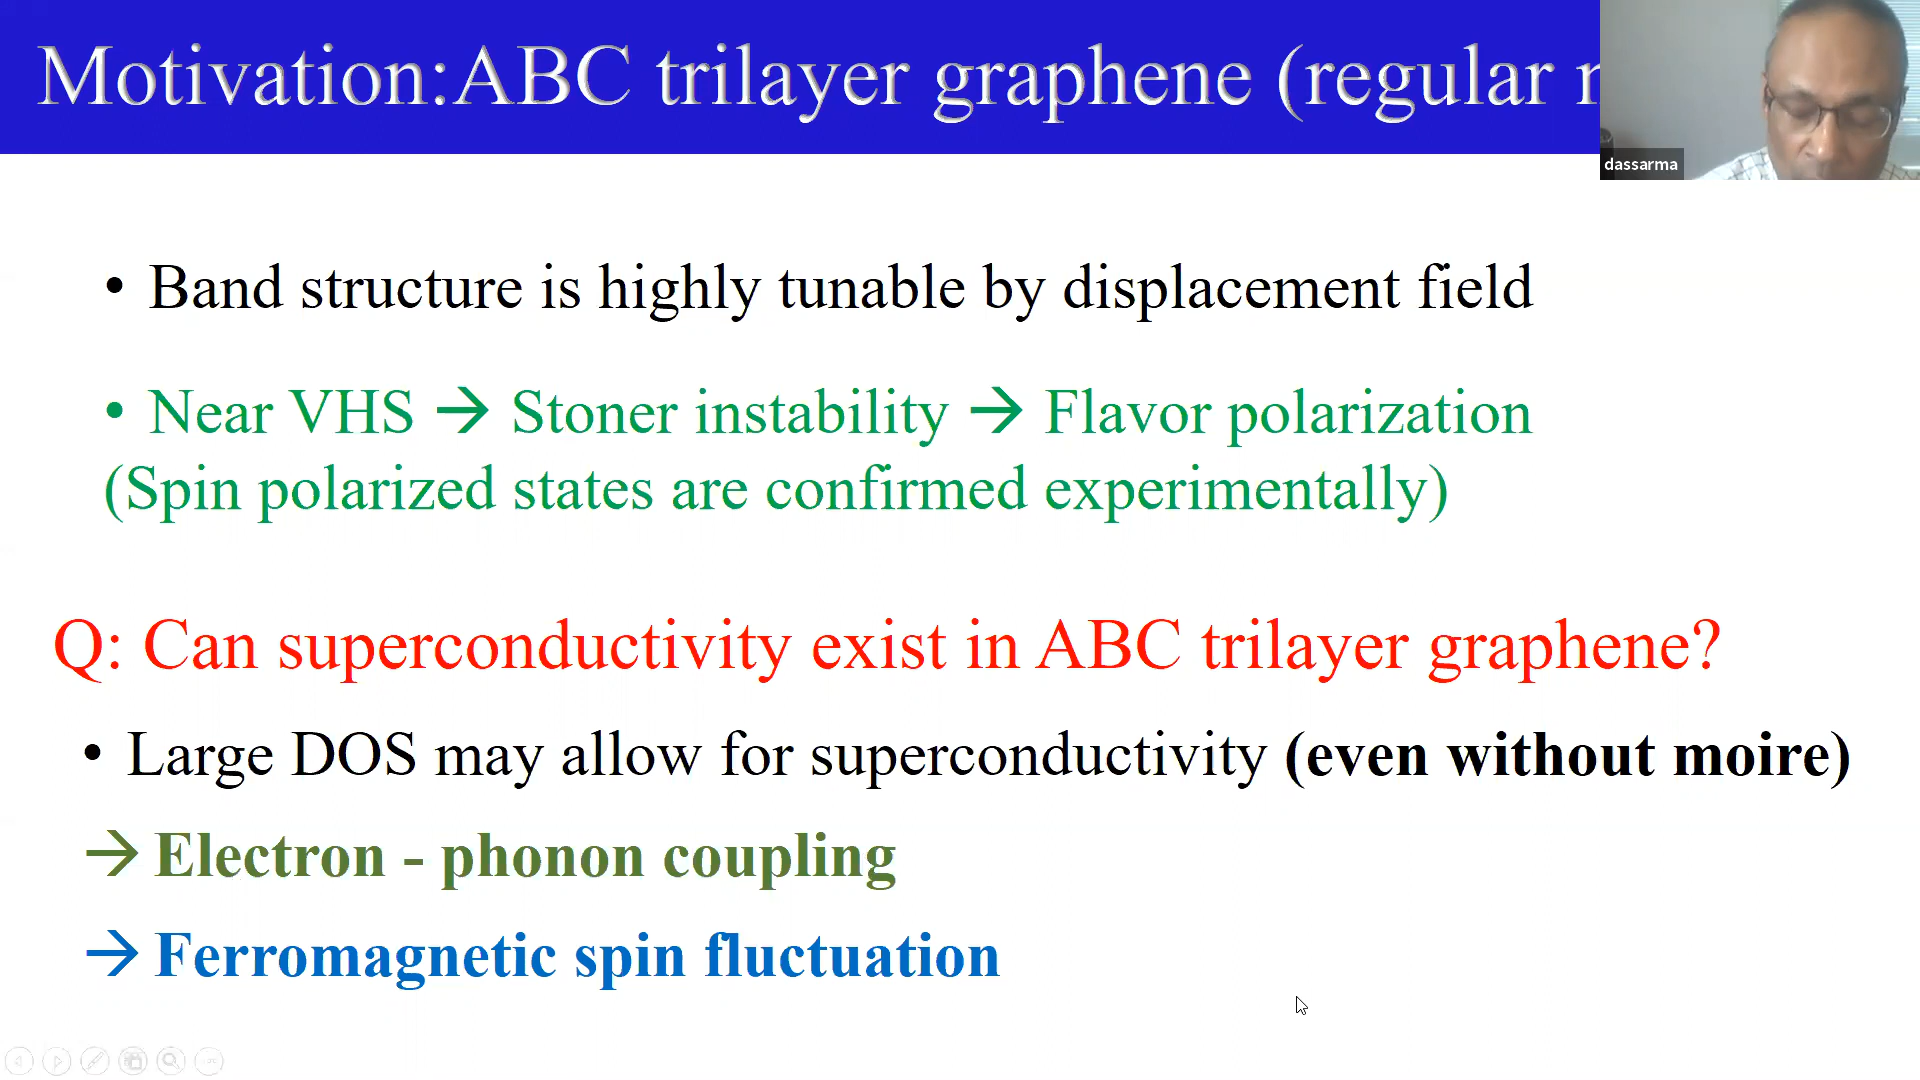 Motivation:ABC trilayer graphene (regular
dassarma
• Band structure is highly tunable by displacement field
• Near VHS → Stoner instability → Flavor polarization
(Spin polarized states are confirmed experimentally)
Q: Can superconductivity exist in ABC trilayer graphene?
• Large DOS may allow for superconductivity (even without moire)
→ Electron - phonon coupling
→ Ferromagnetic spin fluctuation